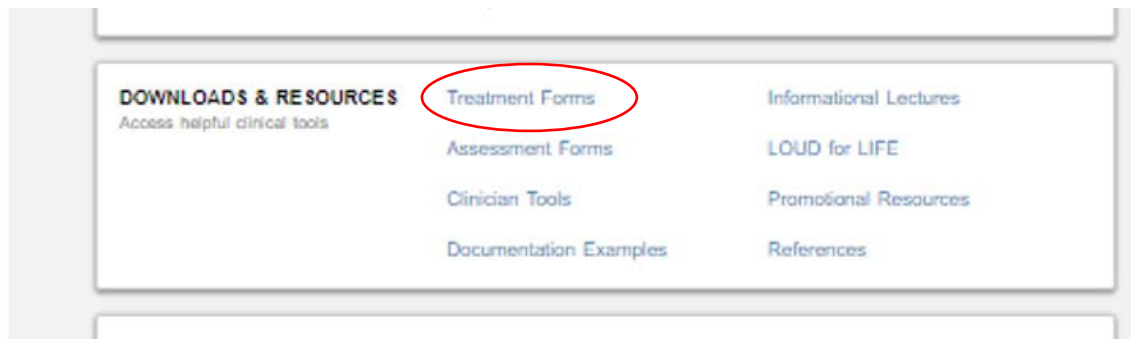 DOWNLOADS & RESOURCES
Access helpful clinical tools
Treatment Forms
Assessment Forms
Clinician Tools
Documentation Examples
Informational Lectures
LOUD for LIFE
Promotional Resources
References